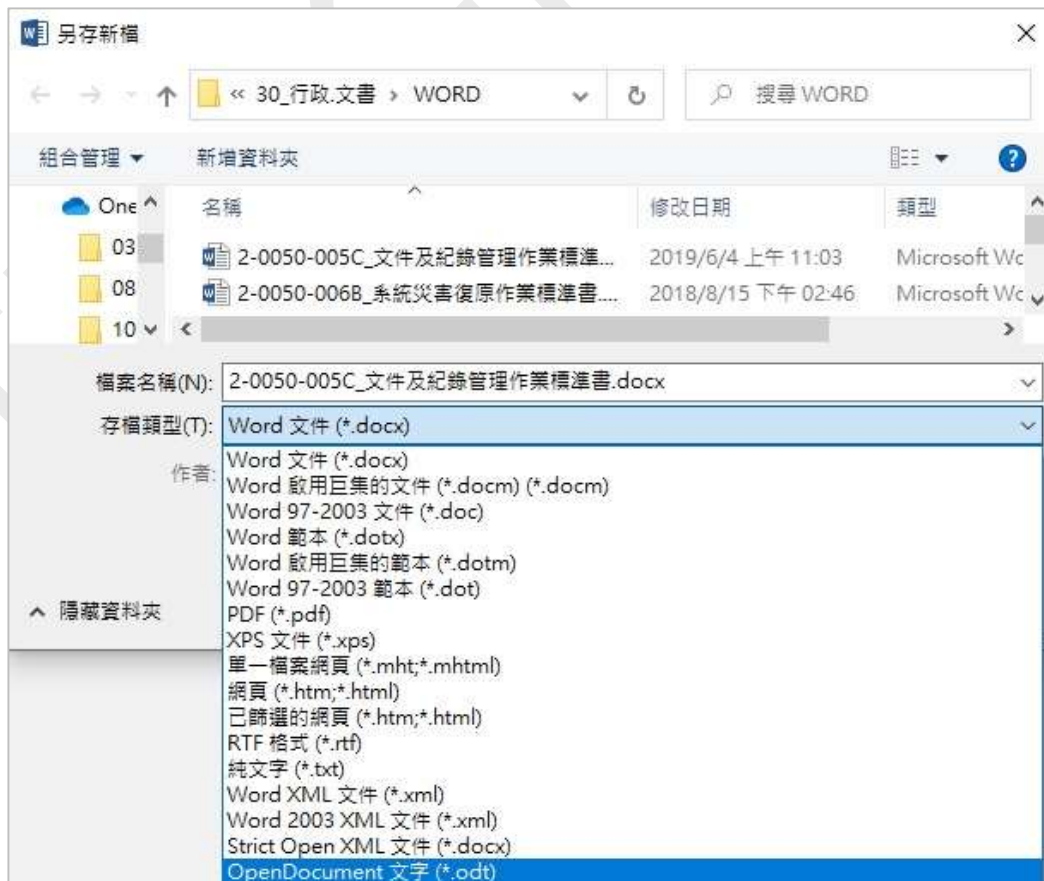 另存新檔
« 30_行政.文書 › WORD
搜尋 WORD
組合管理
新增資料夾
One
名稱
修改日期
類型
03
2-0050-005C_文件及紀錄管理作業標準...
2019/6/4 上午 11:03
Microsoft Wc
08
2-0050-006B_系統災害復原作業標準書....
2018/8/15 下午 02:46
Microsoft Wc
10
檔案名稱(N): 2-0050-005C_文件及紀錄管理作業標準書.docx
存檔類型(T): Word 文件 (*.docx)
作者:
Word 文件 (*.docx)
Word 啟用巨集的文件 (*.docm) (*.docm)
Word 97-2003 文件 (*.doc)
Word 範本 (*.dotx)
Word 啟用巨集的範本 (*.dotm)
Word 97-2003 範本 (*.dot)
隱藏資料夾
PDF (*.pdf)
XPS 文件 (*.xps)
單一檔案網頁 (*.mht;*.mhtml)
網頁 (*.htm;*.html)
已篩選的網頁 (*.htm;*.html)
RTF 格式 (*.rtf)
純文字 (*.txt)
Word XML 文件 (*.xml)
Word 2003 XML 文件 (*.xml)
Strict Open XML 文件 (*.docx)
OpenDocument 文字 (*.odt)